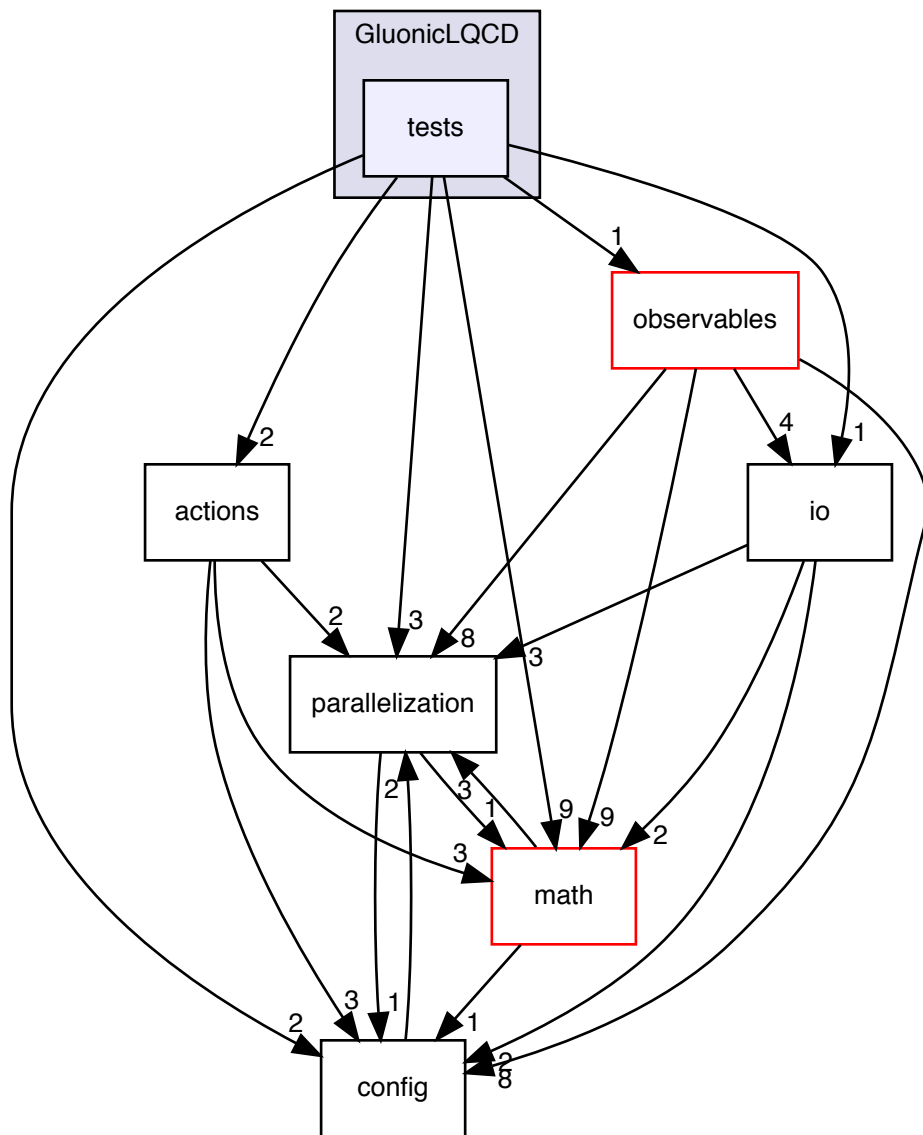 GluonicLQCD
tests
1
observables
2
4
1
actions
io
2
3
8
3
parallelization
2
3
1
9
9
2
3
math
3
1
1
2
2
8
config